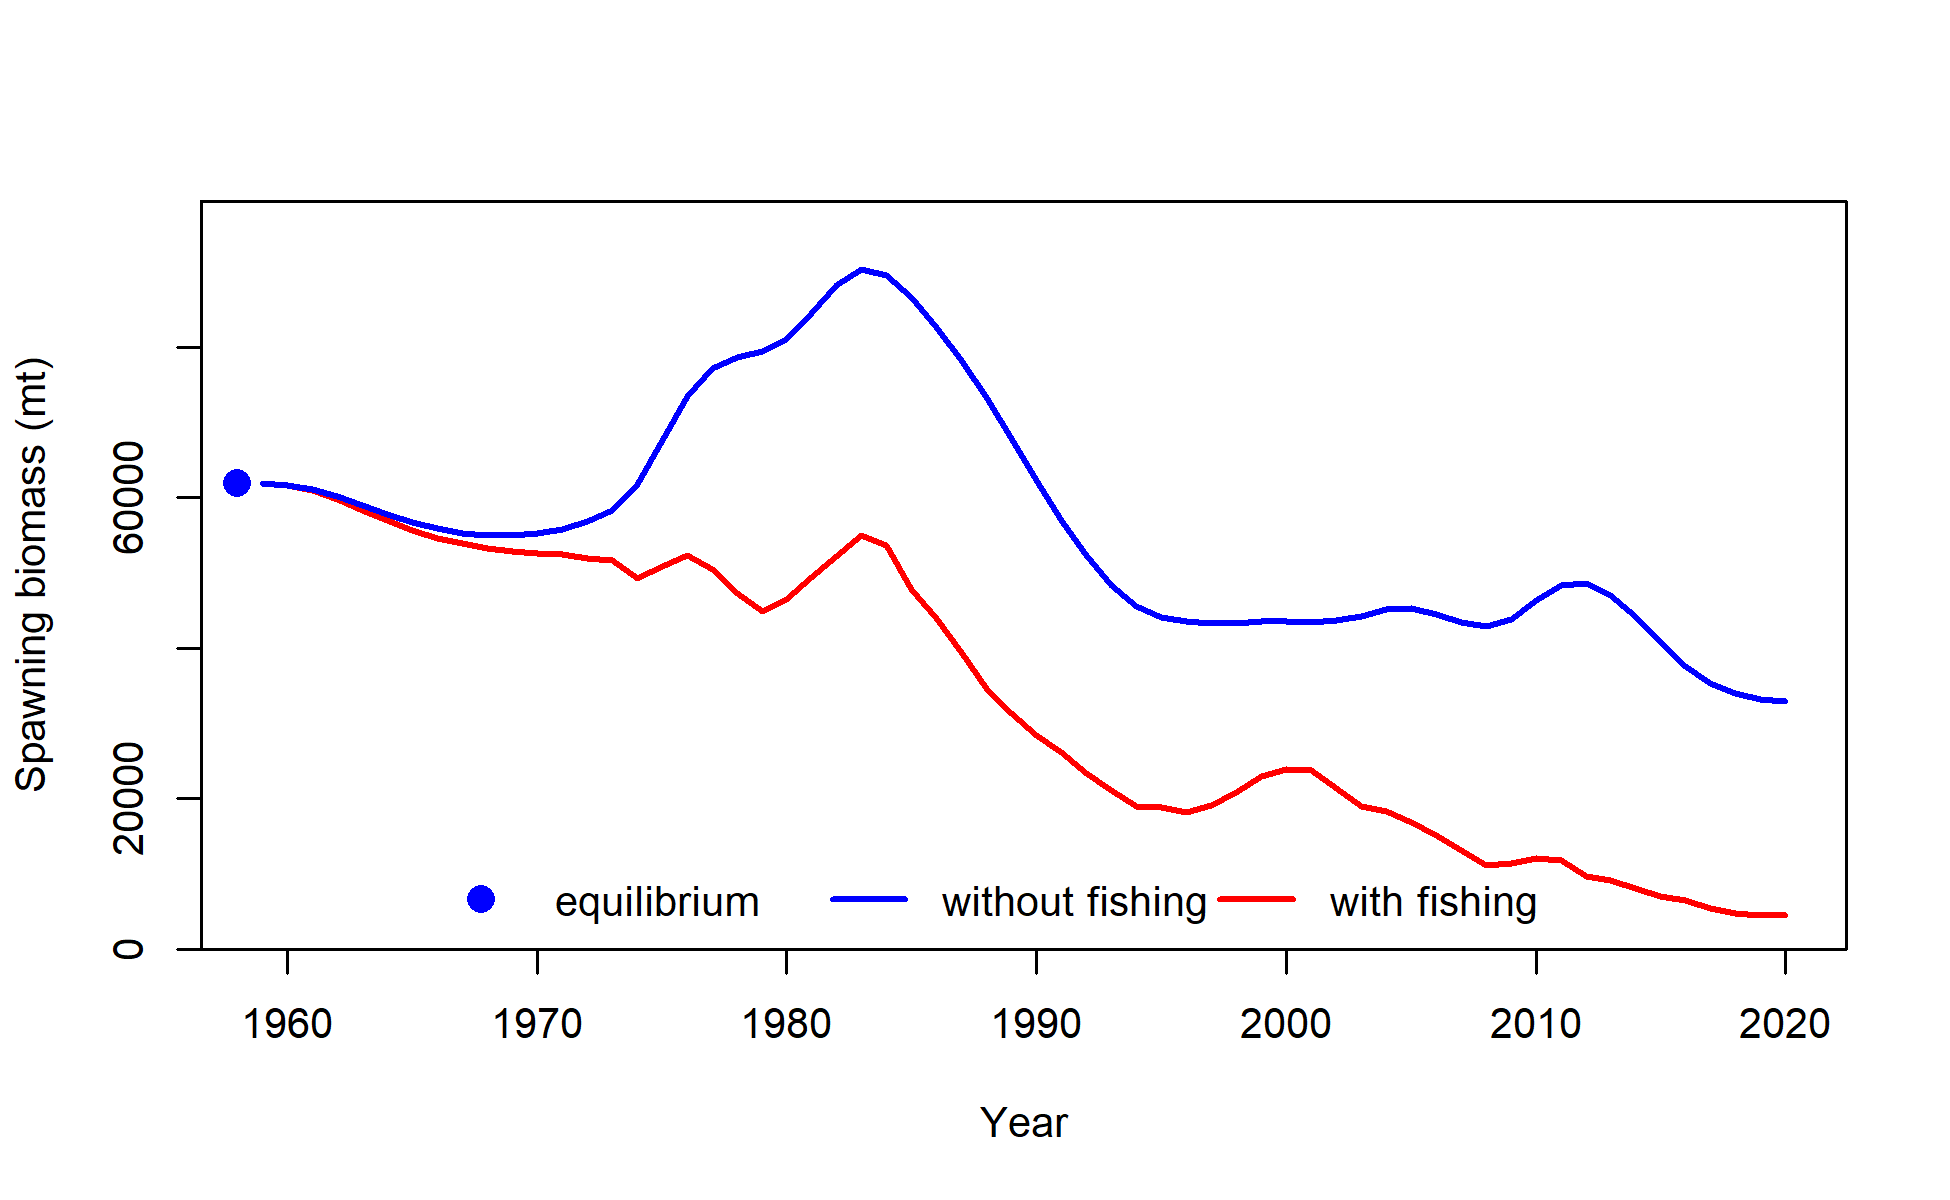 Spawning biomass (mt)
60000
20000
0
equilibrium without fishing with fishing
1960 1970 1980 1990 2000 2010 2020
Year